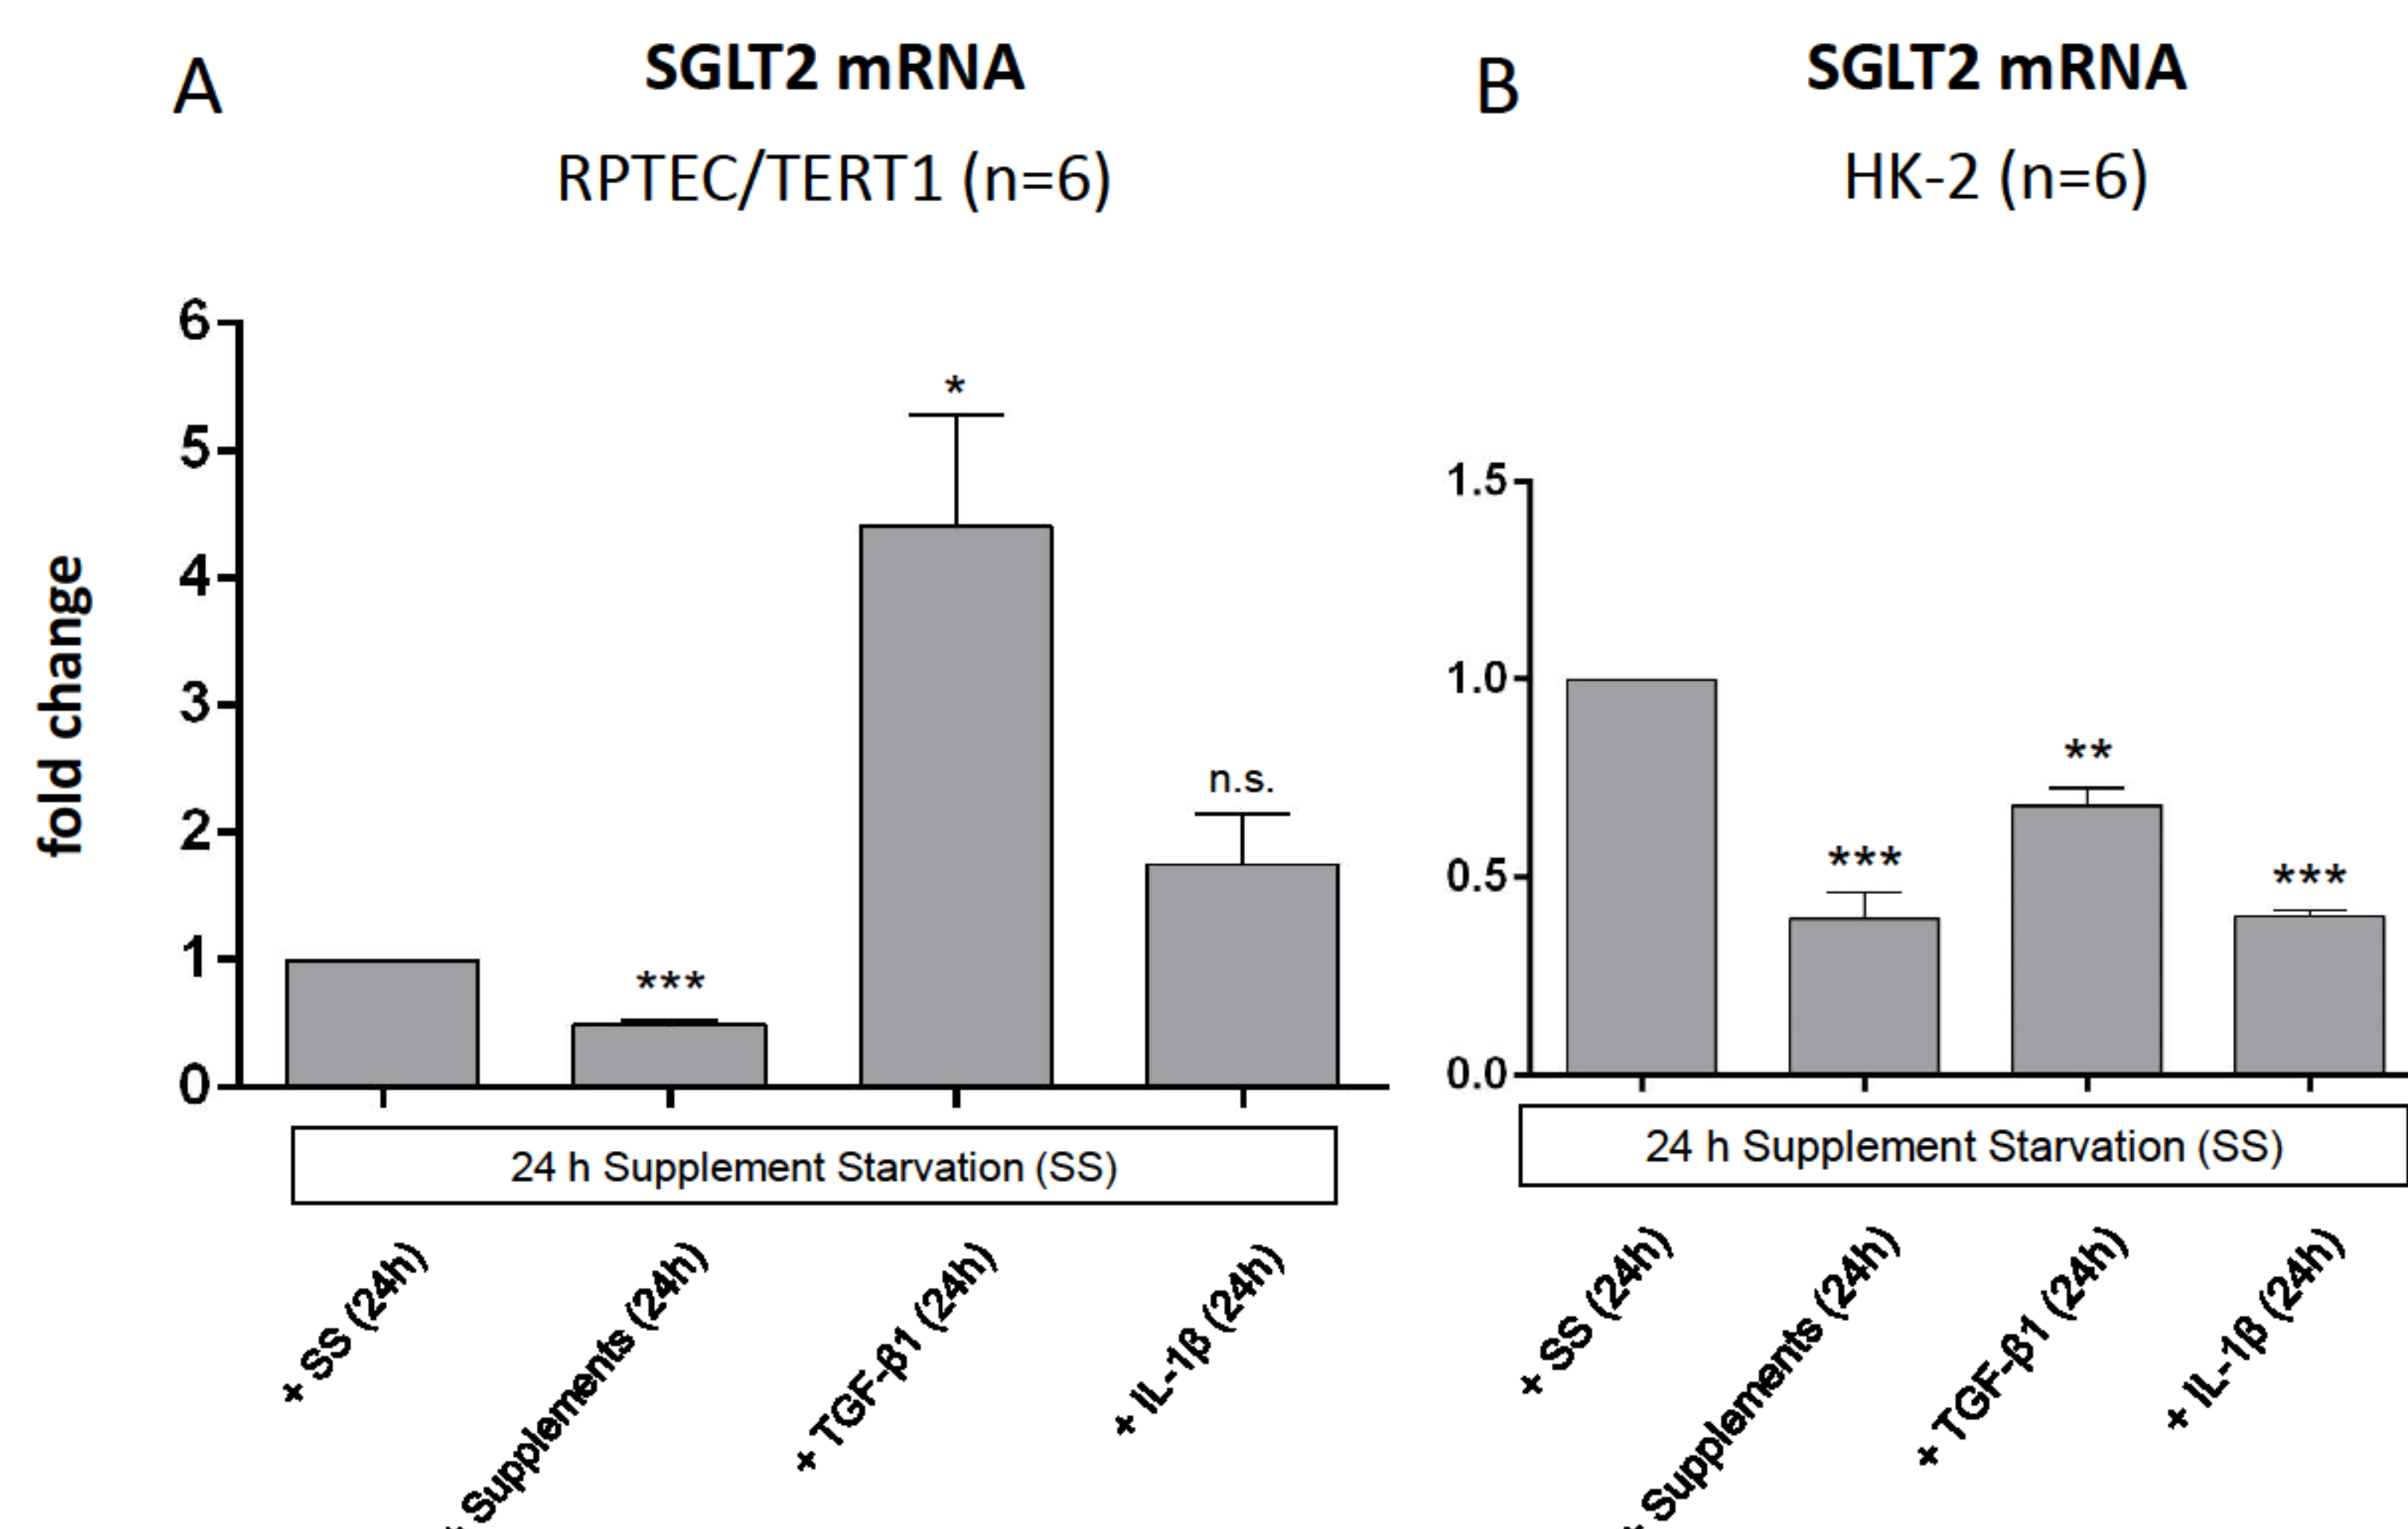 A
SGLT2 mRNA
RPTEC/TERT1 (n=6)
fold change
6
5
4
3
2
1
0
*
***
n.s.
24 h Supplement Starvation (SS)
+ SS (24h)
Supplements (24h)
+ TGF-β1 (24h)
+ IL-1β (24h)
B
SGLT2 mRNA
HK-2 (n=6)
1.5
1.0
0.5
0.0
***
**
***
24 h Supplement Starvation (SS)
+ SS (24h)
Supplements (24h)
+ TGF-β1 (24h)
+ IL-1β (24h)